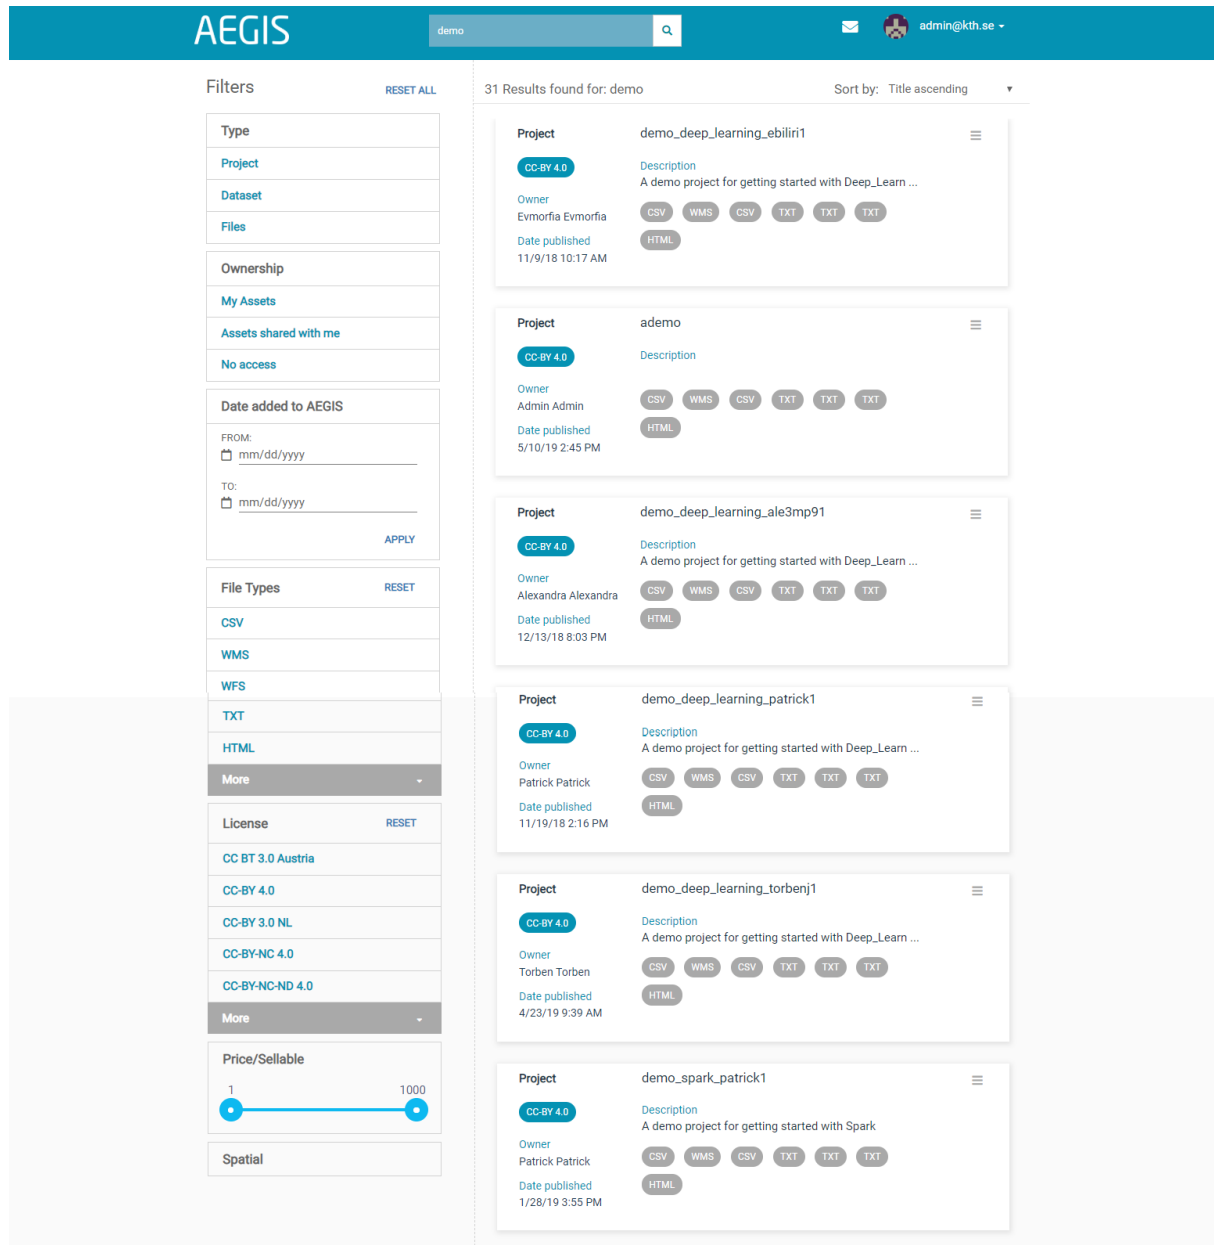 AEGIS
demo
admin@kth.se
Filters
RESET ALL
Type
Project
Dataset
Files
Ownership
My Assets
Assets shared with me
No access
Date added to AEGIS
FROM:
mm/dd/yyyy
TO:
mm/dd/yyyy
APPLY
File Types
RESET
CSV
WMS
WFS
TXT
HTML
More
License
RESET
CC BT 3.0 Austria
CC-BY 4.0
CC-BY 3.0 NL
CC-BY-NC 4.0
CC-BY-NC-ND 4.0
More
Price/Sellable
1 1000
Spatial
31 Results found for: demo
Sort by: Title ascending
Project
CC-BY 4.0
Owner
Evmorfia Evmorfia
Date published
11/9/18 10:17 AM
demo_deep_learning_ebiliri1
Description
A demo project for getting started with Deep_Learn ...
CSV WMS CSV TXT TXT TXT
HTML
Project
CC-BY 4.0
Owner
Admin Admin
Date published
5/10/19 2:45 PM
ademo
Description
CSV WMS CSV TXT TXT TXT
HTML
Project
CC-BY 4.0
Owner
Alexandra Alexandra
Date published
12/13/18 8:03 PM
demo_deep_learning_ale3mp91
Description
A demo project for getting started with Deep_Learn ...
CSV WMS CSV TXT TXT TXT
HTML
Project
CC-BY 4.0
Owner
Patrick Patrick
Date published
11/19/18 2:16 PM
demo_deep_learning_patrick1
Description
A demo project for getting started with Deep_Learn ...
CSV WMS CSV TXT TXT TXT
HTML
Project
CC-BY 4.0
Owner
Torben Torben
Date published
4/23/19 9:39 AM
demo_deep_learning_torbenj1
Description
A demo project for getting started with Deep_Learn ...
CSV WMS CSV TXT TXT TXT
HTML
Project
CC-BY 4.0
Owner
Patrick Patrick
Date published
1/28/19 3:55 PM
demo_spark_patrick1
Description
A demo project for getting started with Spark
CSV WMS CSV TXT TXT TXT
HTML